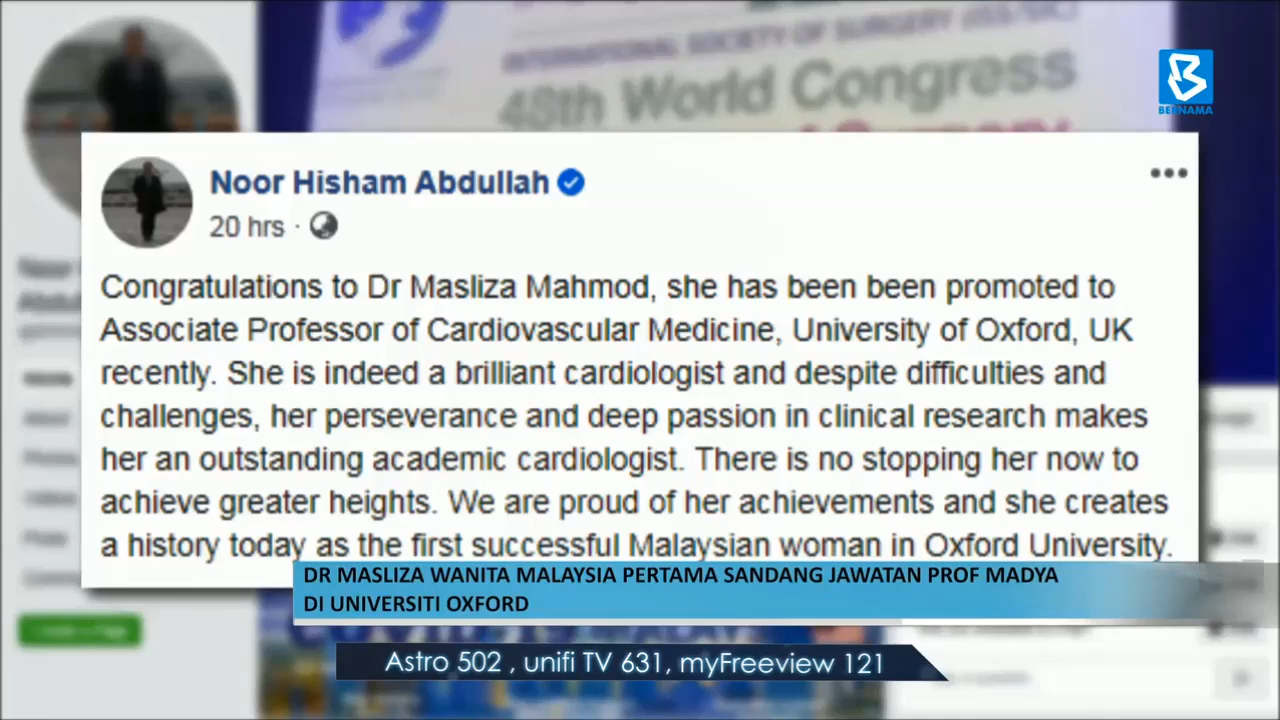 INTERNATIONAL SOCIETY OF SURGERY (ISS/SIC)
48th World Congress
BERNAMA
Noor Hisham Abdullah
20 hrs ·
Congratulations to Dr Masliza Mahmod, she has been been promoted to
Associate Professor of Cardiovascular Medicine, University of Oxford, UK
recently. She is indeed a brilliant cardiologist and despite difficulties and
challenges, her perseverance and deep passion in clinical research makes
her an outstanding academic cardiologist. There is no stopping her now to
achieve greater heights. We are proud of her achievements and she creates
a history today as the first successful Malaysian woman in Oxford University.
DR MASLIZA WANITA MALAYSIA PERTAMA SANDANG JAWATAN PROF MADYA
DI UNIVERSITI OXFORD
Astro 502 , unifi TV 631, myFreeview 121